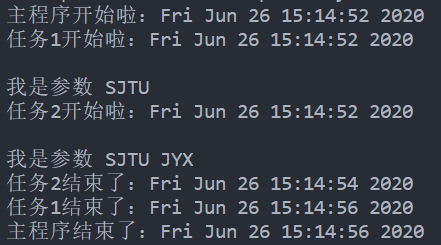 主程序开始啦：Fri Jun 26 15:14:52 2020
任务1开始啦：Fri Jun 26 15:14:52 2020
我是参数 SJTU
任务2开始啦：Fri Jun 26 15:14:52 2020
我是参数 SJTU JYX
任务2结束了：Fri Jun 26 15:14:54 2020
任务1结束了：Fri Jun 26 15:14:56 2020
主程序结束了：Fri Jun 26 15:14:56 2020